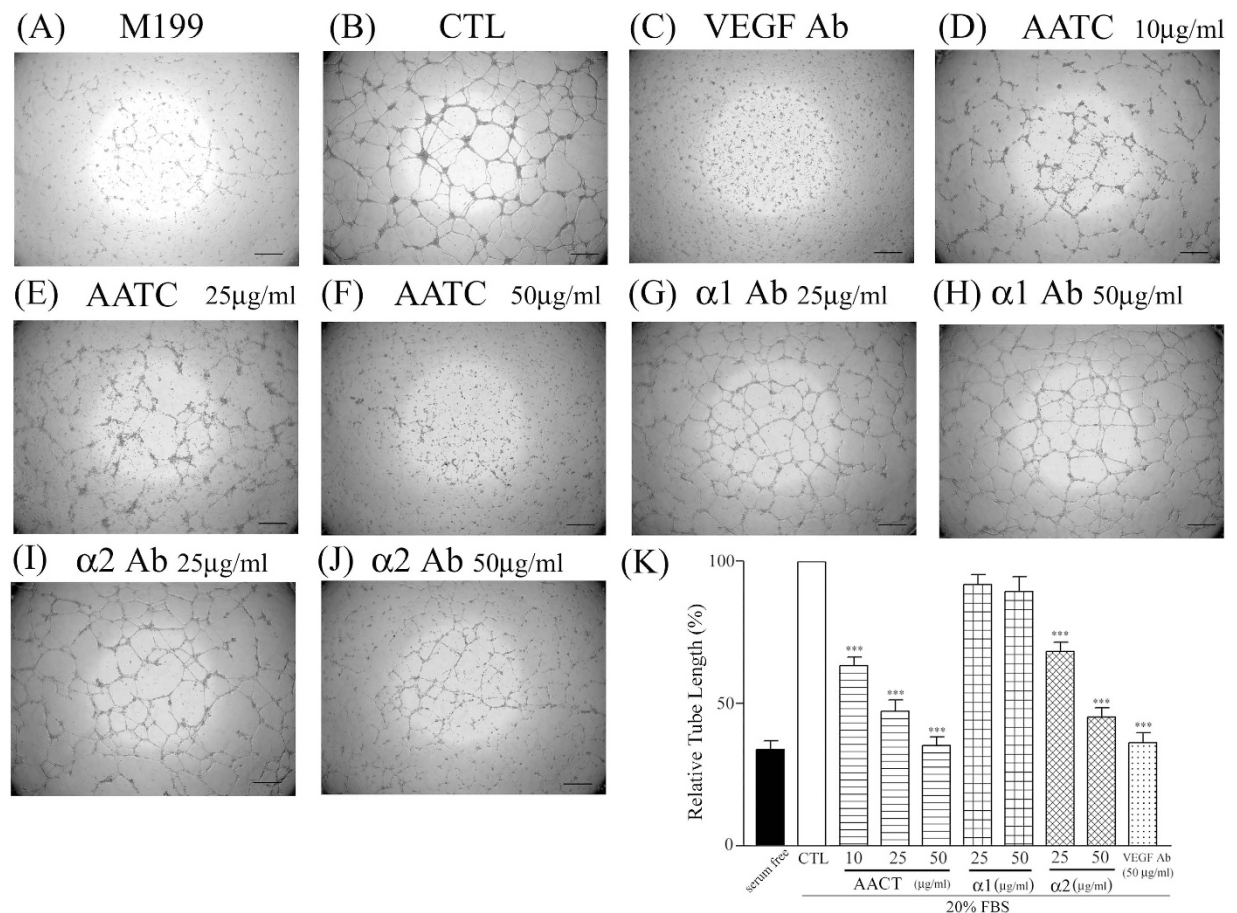 (A) M199
(B) CTL
(C) VEGF Ab
(D) AATC 10μg/ml
(E) AATC 25μg/ml
(F) AATC 50μg/ml
(G) α1 Ab 25μg/ml
(H) α1 Ab 50μg/ml
(I) α2 Ab 25μg/ml
(J) α2 Ab 50μg/ml
(K)
Relative Tube Length (%)
100
50
0
*** *** *** *** *** ***
serum free CTL 10 25 50 25 50 25 50 VEGF Ab
(50 μg/ml)
AACT (μg/ml) α1 (μg/ml) α2 (μg/ml)
20% FBS